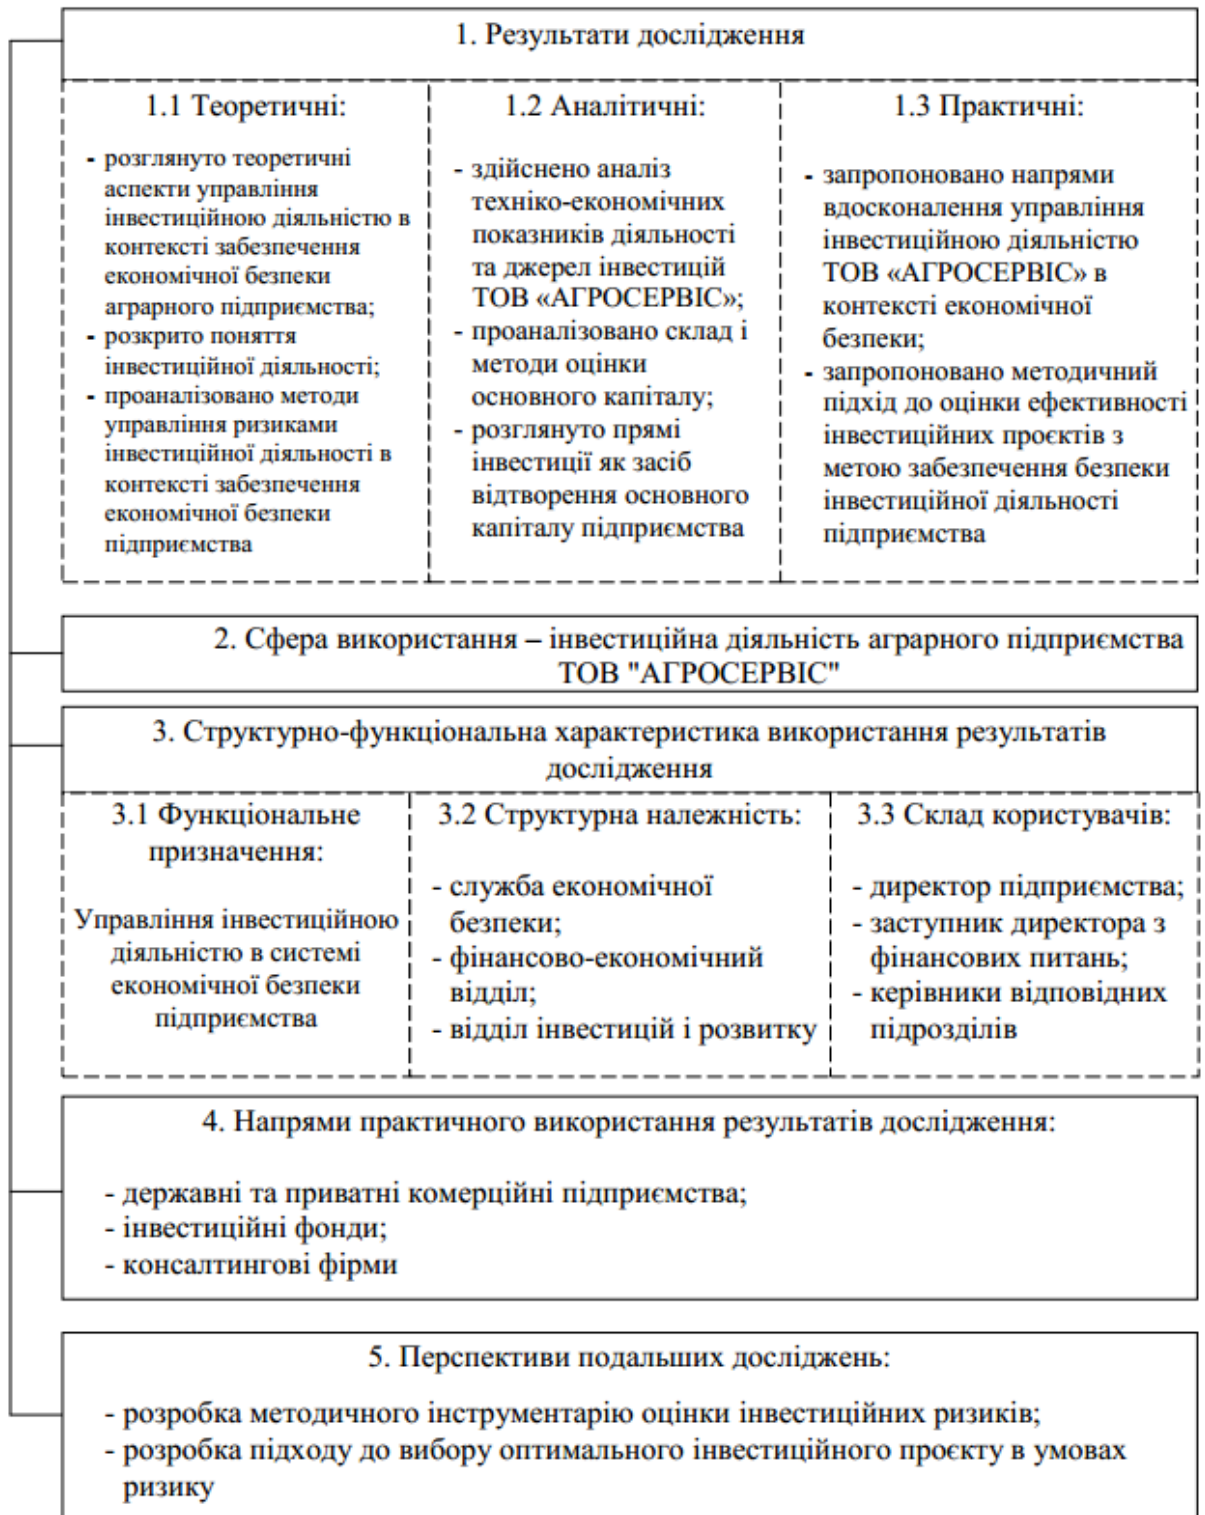 1. Результати дослідження
1.1 Теоретичні:
- розглянуто теоретичні
аспекти управління
інвестиційною діяльністю в
контексті забезпечення
економічної безпеки
аграрного підприємства;
- розкрито поняття
інвестиційної діяльності;
- проаналізовано методи
управління ризиками
інвестиційної діяльності в
контексті забезпечення
економічної безпеки
підприємства
1.2 Аналітичні:
- здійснено аналіз
техніко-економічних
показників діяльності
та джерел інвестицій
ТОВ «АГРОСЕРВІС»;
- проаналізовано склад і
методи оцінки
основного капіталу;
- розглянуто прямі
інвестиції як засіб
відтворення основного
капіталу підприємства
1.3 Практичні:
- запропоновано напрями
вдосконалення управління
інвестиційною діяльністю
ТОВ «АГРОСЕРВІС» в
контексті економічної
безпеки;
- запропоновано методичний
підхід до оцінки ефективності
інвестиційних проєктів з
метою забезпечення безпеки
інвестиційної діяльності
підприємства
2. Сфера використання – інвестиційна діяльність аграрного підприємства
ТОВ "АГРОСЕРВІС"
3. Структурно-функціональна характеристика використання результатів
дослідження
3.1 Функціональне
призначення:
Управління інвестиційною
діяльністю в системі
економічної безпеки
підприємства
3.2 Структурна належність:
- служба економічної
безпеки;
- фінансово-економічний
відділ;
- відділ інвестицій і розвитку
3.3 Склад користувачів:
- директор підприємства;
- заступник директора з
фінансових питань;
- керівники відповідних
підрозділів
4. Напрями практичного використання результатів дослідження:
- державні та приватні комерційні підприємства;
- інвестиційні фонди;
- консалтингові фірми
5. Перспективи подальших досліджень:
- розробка методичного інструментарію оцінки інвестиційних ризиків;
- розробка підходу до вибору оптимального інвестиційного проєкту в умовах
ризику